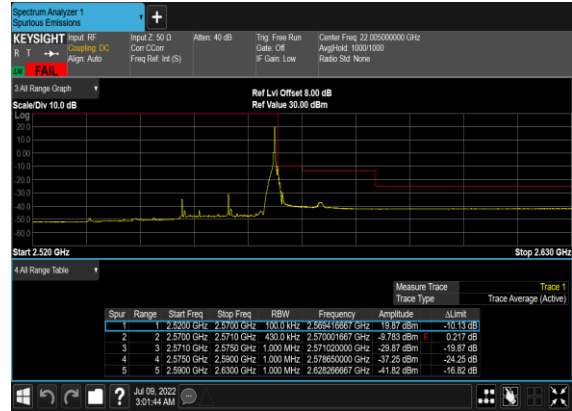 Spectrum Analyzer 1
Spurious Emissions
KEYSIGHT Input: RF Input Z: 50 Ω Atten: 40 dB Trig: Free Run Center Freq: 22.005000000 GHz
R T Coupling: DC Corr CCorr Gate: Off Avg|Hold: 1000/1000
Align: Auto Freq Ref: Int (S) IF Gain: Low Radio Std: None
LW FAIL
3 All Range Graph
Ref Lvl Offset 8.00 dB
Scale/Div 10.0 dB Ref Value 30.00 dBm
Log
20.0
10.0
0.00
-10.0
-20.0
-30.0
-40.0
-50.0
-60.0
Start 2.520 GHz Stop 2.630 GHz
4 All Range Table
Measure Trace Trace 1
Trace Type Trace Average (Active)
Spur Range Start Freq Stop Freq RBW Frequency Amplitude ΔLimit
1 1 2.5200 GHz 2.5700 GHz 100.0 kHz 2.569416667 GHz 19.87 dBm -10.13 dB
2 2 2.5700 GHz 2.5710 GHz 430.0 kHz 2.570001667 GHz -9.783 dBm F 0.217 dB
3 3 2.5710 GHz 2.5750 GHz 1.000 MHz 2.571020000 GHz -29.87 dBm -19.87 dB
4 4 2.5750 GHz 2.5900 GHz 1.000 MHz 2.578650000 GHz -37.25 dBm -24.25 dB
5 5 2.5900 GHz 2.6300 GHz 1.000 MHz 2.628266667 GHz -41.82 dBm -16.82 dB
? Jul 09, 2022
3:01:44 AM